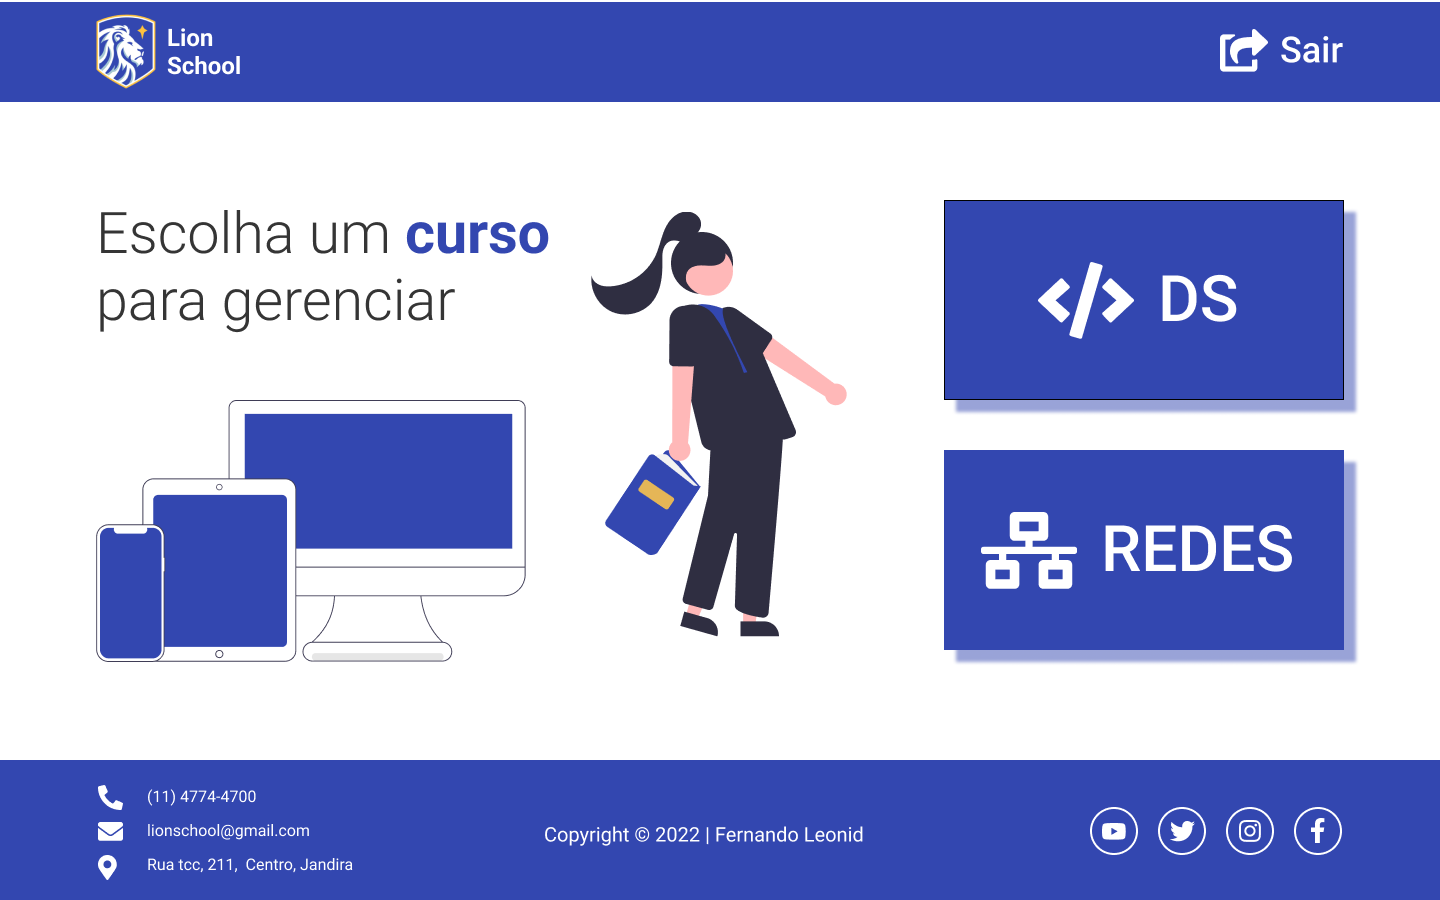 Lion
School
Sair
Escolha um curso
para gerenciar
DS
REDES
(11) 4774-4700
lionschool@gmail.com
Rua tcc, 211,  Centro, Jandira
Copyright © 2022 | Fernando Leonid